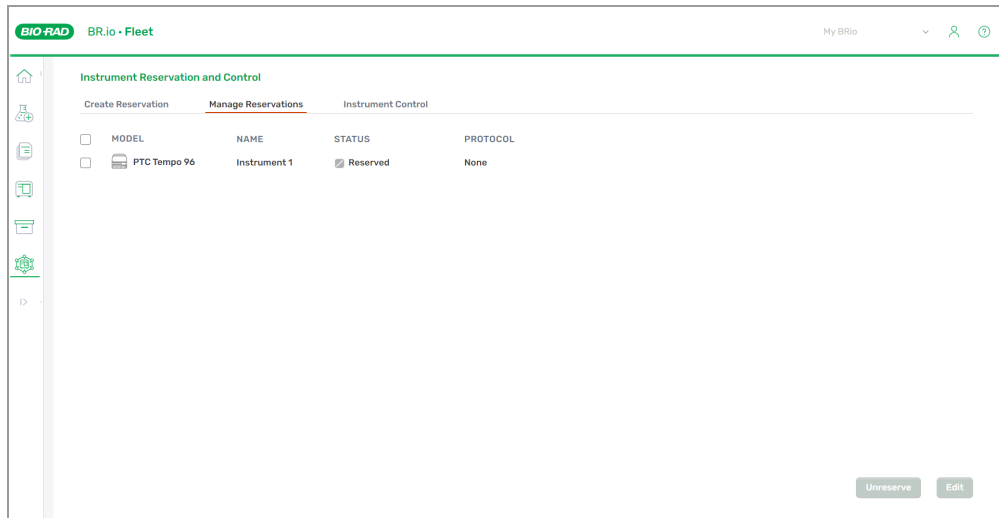 BIO-RAD BR.io • Fleet My BRio
Instrument Reservation and Control
Create Reservation Manage Reservations Instrument Control
MODEL NAME STATUS PROTOCOL
PTC Tempo 96 Instrument 1 Reserved None
Unreserve Edit